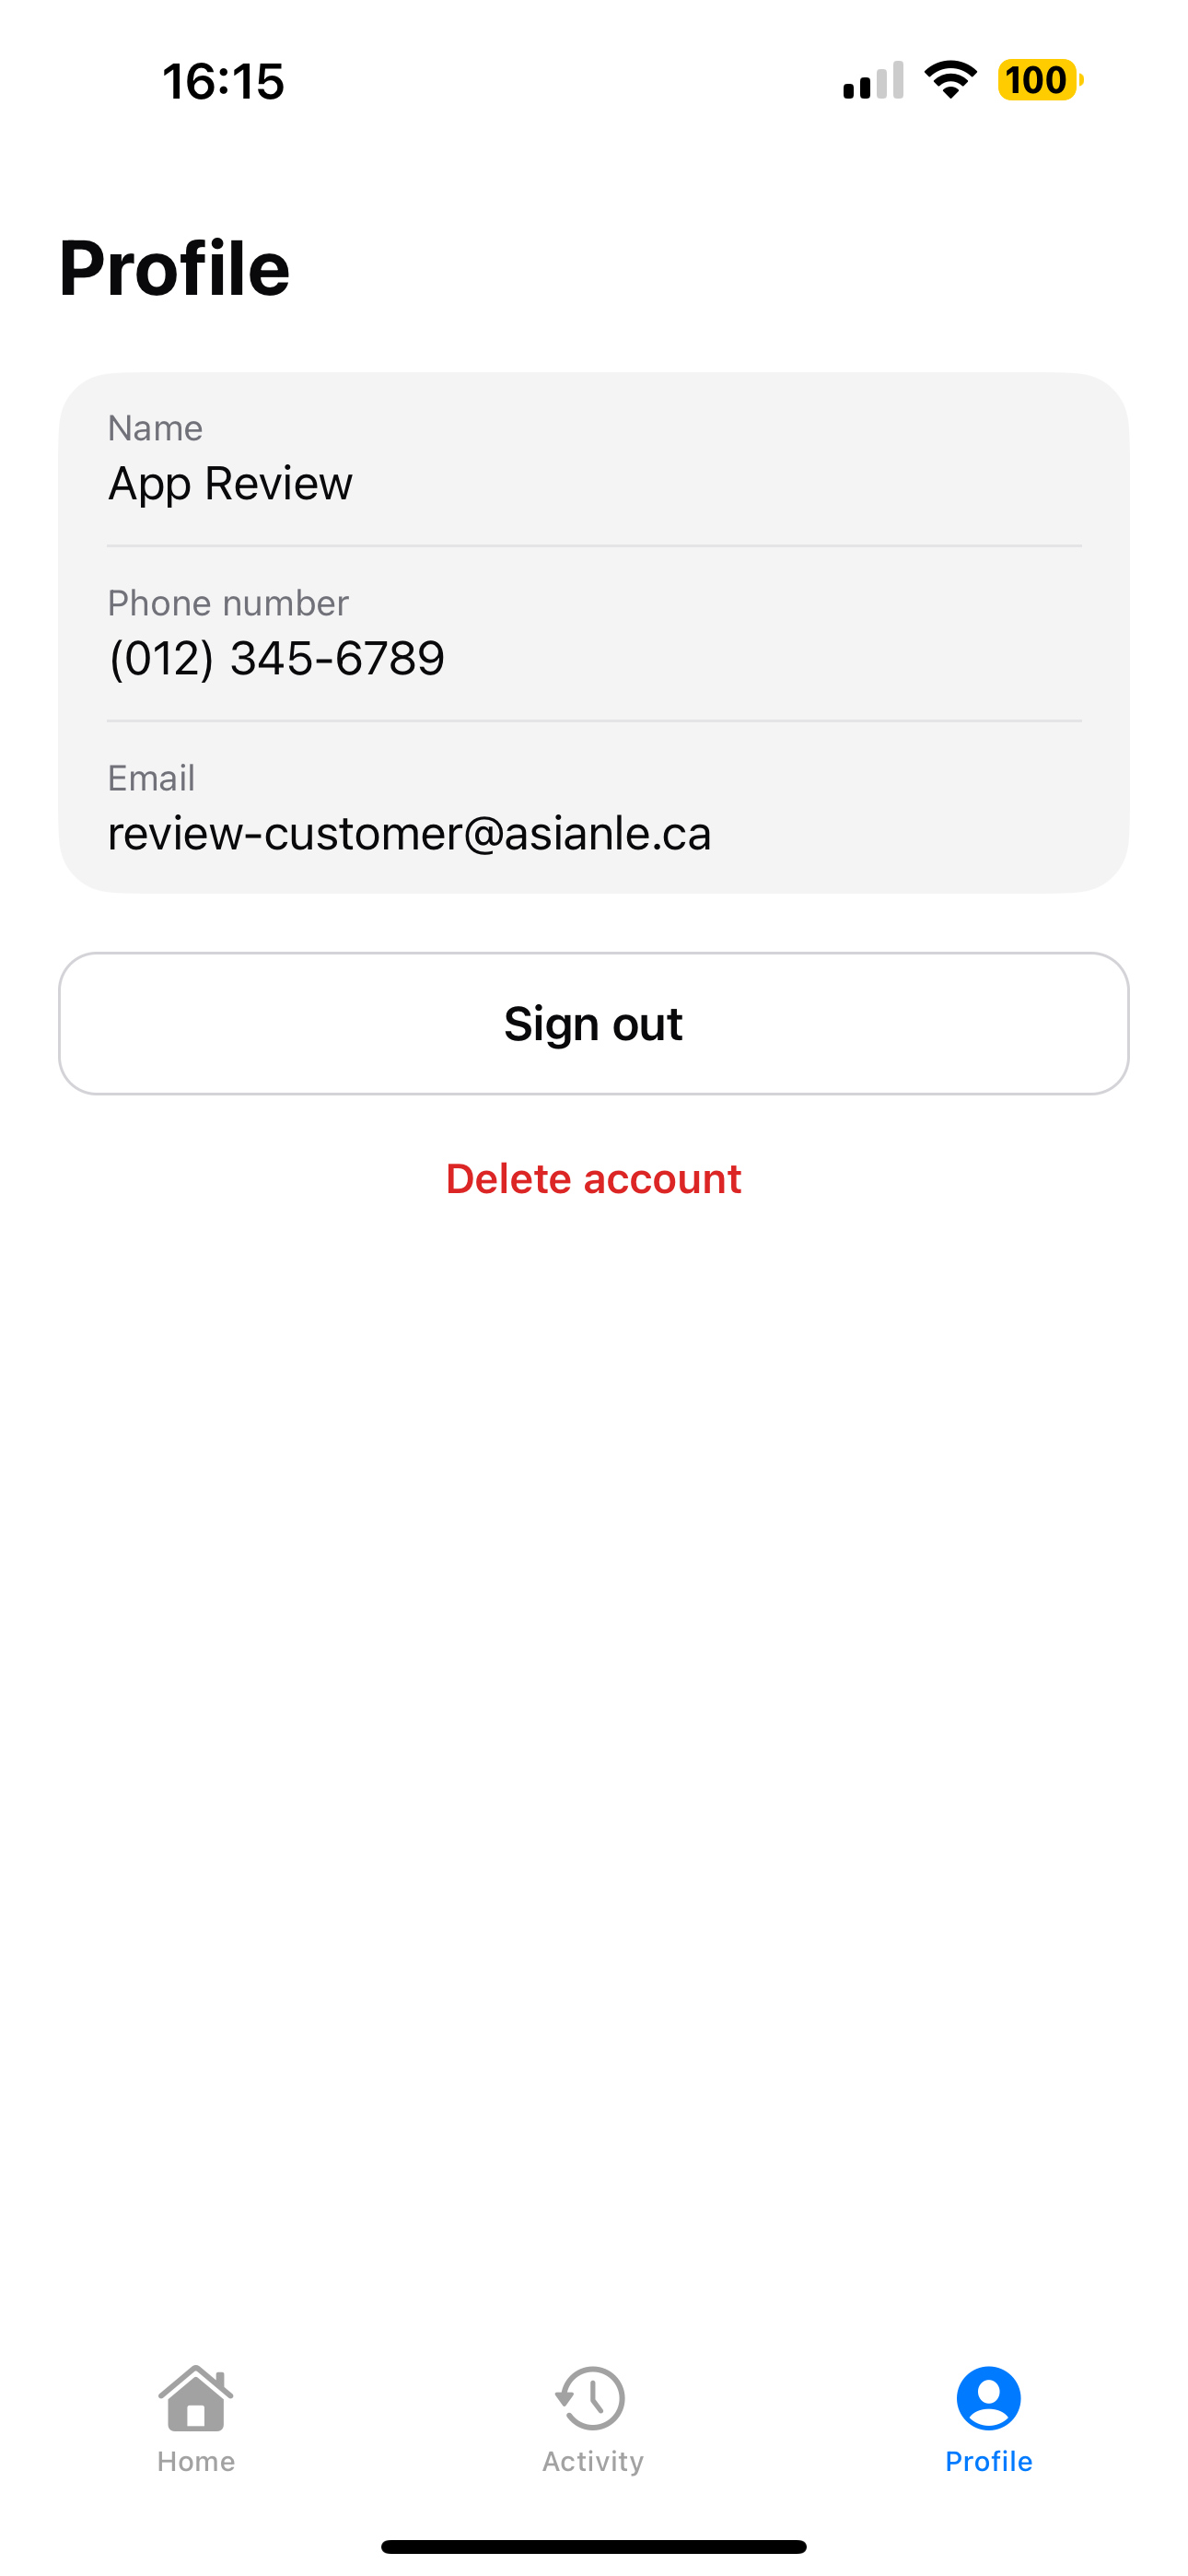 16:15
100
Profile
Name
App Review
Phone number
(012) 345-6789
Email
review-customer@asianle.ca
Sign out
Delete account
Home
Activity
Profile